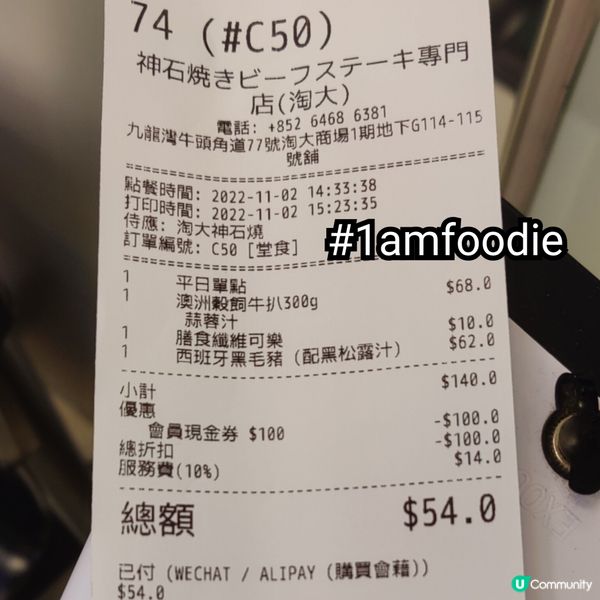 74 (#C50)
神石焼きビーフステーキ專門
店(淘大)
電話: +852 6468 6381
九龍灣牛頭角道77號淘大商場1期地下G114-115
號舖
點餐時間: 2022-11-02 14:33:38
打印時間: 2022-11-02 15:23:35
侍應: 淘大神石燒
訂單編號: C50 [堂食]
#1amfoodie
1 平日單點 $68.0
1 澳洲穀飼牛扒300g
蒜蓉汁
1 膳食纖維可樂 $10.0
1 西班牙黑毛豬 (配黑松露汁) $62.0
小計 $140.0
優惠
會員現金券 $100 -$100.0
總折扣 -$100.0
服務費(10%) $14.0
總額 $54.0
已付 (WECHAT / ALIPAY (購買會藉))
$54.0
EXO
U Community